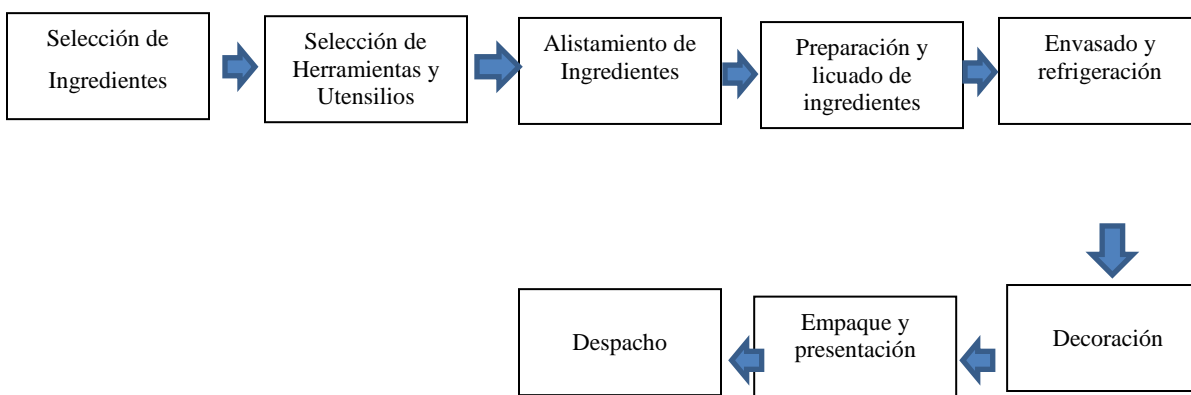 Selección de
Ingredientes
Selección de
Herramientas y
Utensilios
Alistamiento de
Ingredientes
Preparación y
licuado de
ingredientes
Envasado y
refrigeración
Decoración
Empaque y
presentación
Despacho